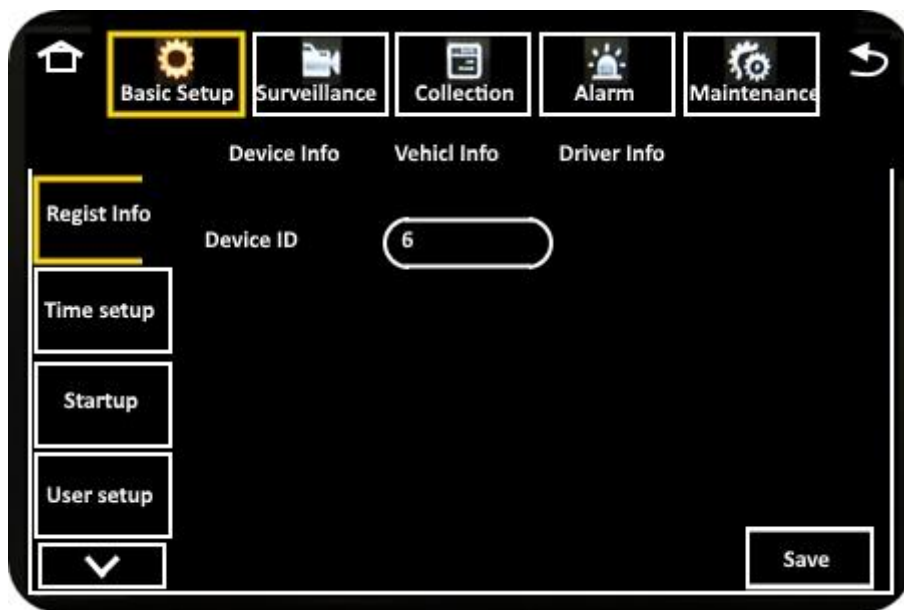 Basic Setup
Surveillance
Collection
Alarm
Maintenance
Device Info
Vehicl Info
Driver Info
Regist Info
Device ID
6
Time setup
Startup
User setup
Save